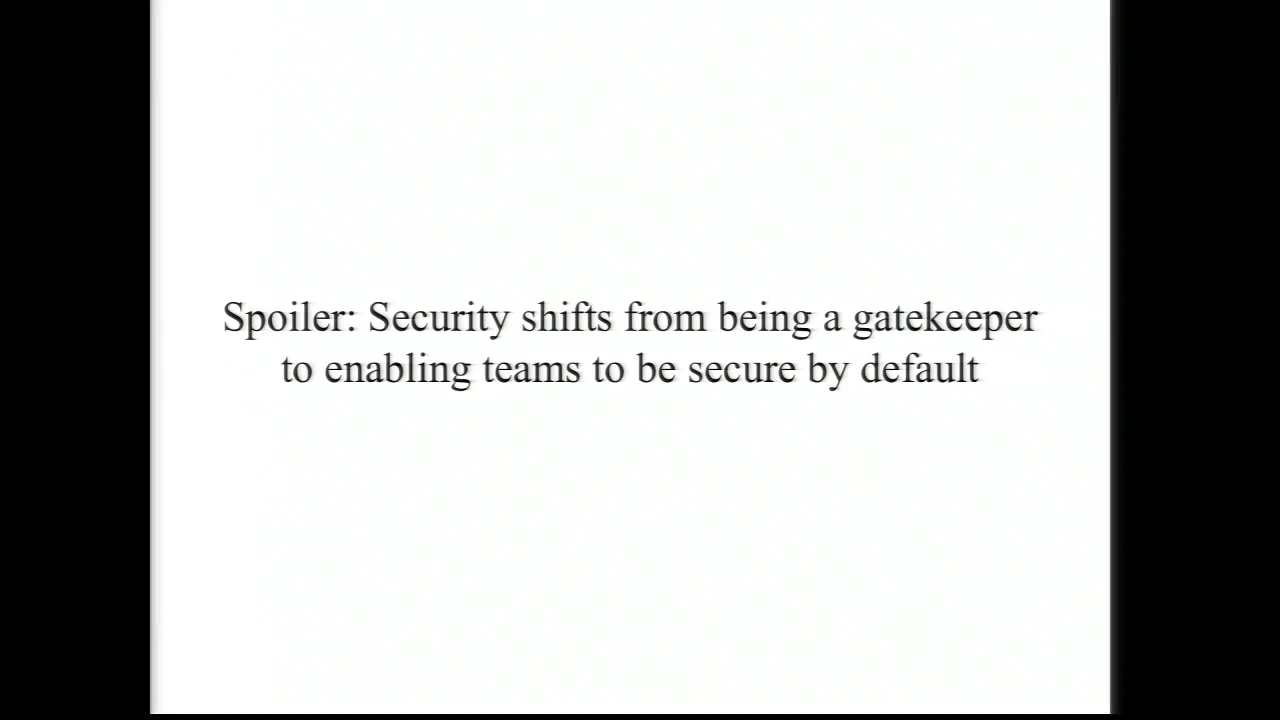 Spoiler: Security shifts from being a gatekeeper
to enabling teams to be secure by default